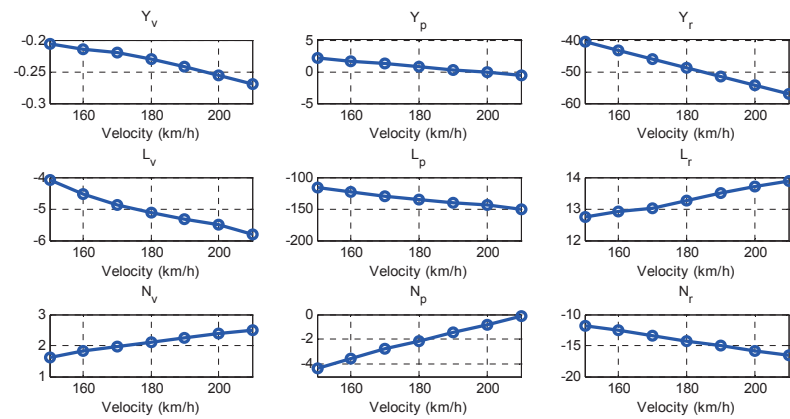 Y_v Y_p Y_r
-0.2 5 -40
-0.25 0 -50
-0.3 -5 -60
160 180 200 160 180 200 160 180 200
Velocity (km/h) Velocity (km/h) Velocity (km/h)
L_v L_p L_r
-4 -100 14
-5 -150 13
-6 -200 12
160 180 200 160 180 200 160 180 200
Velocity (km/h) Velocity (km/h) Velocity (km/h)
N_v N_p N_r
3 0 -10
2 -2 -15
1 -4 -20
160 180 200 160 180 200 160 180 200
Velocity (km/h) Velocity (km/h) Velocity (km/h)